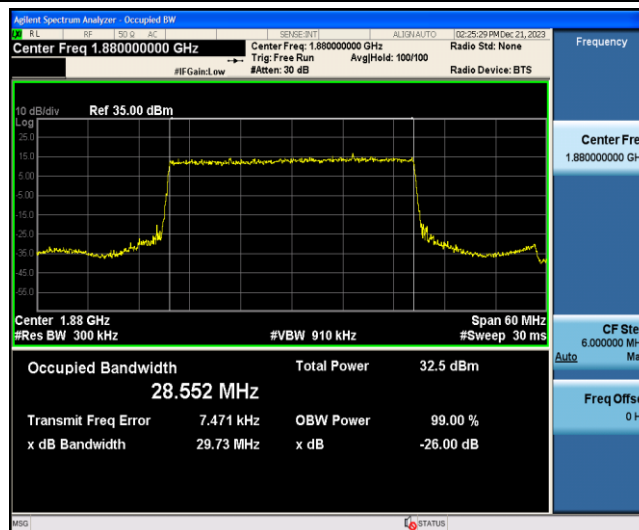 Agilent Spectrum Analyzer - Occupied BW
RL RF 50 Ω AC SENSE:INT ALIGN AUTO 02:25:29 PM Dec 21, 2023
Center Freq 1.880000000 GHz
Center Freq: 1.880000000 GHz Radio Std: None
Trig: Free Run Avg|Hold: 100/100
#IFGain:Low #Atten: 30 dB Radio Device: BTS
10 dB/div Ref 35.00 dBm
Log
25.0
15.0
5.00
-5.00
-15.0
-25.0
-35.0
-45.0
-55.0
Center 1.88 GHz Span 60 MHz
#Res BW 300 kHz #VBW 910 kHz #Sweep 30 ms
Occupied Bandwidth Total Power 32.5 dBm
28.552 MHz
Transmit Freq Error 7.471 kHz OBW Power 99.00 %
x dB Bandwidth 29.73 MHz x dB -26.00 dB
MSG STATUS
Frequency
Center Fre
1.880000000 GH
CF Ste
6.000000 MH
Auto Ma
Freq Offse
0 H